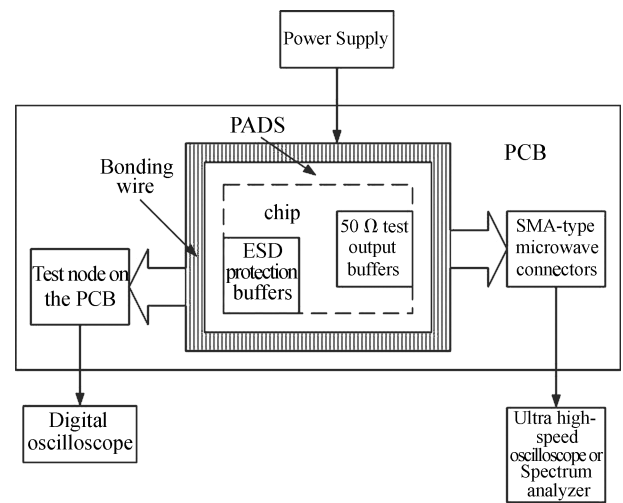 Power Supply
PADS
PCB
Bonding
wire
chip
50 Ω test
output
buffers
ESD
protection
buffers
SMA-type
microwave
connectors
Test node on
the PCB
Digital
oscilloscope
Ultra high-
speed
oscilloscope or
Spectrum
analyzer